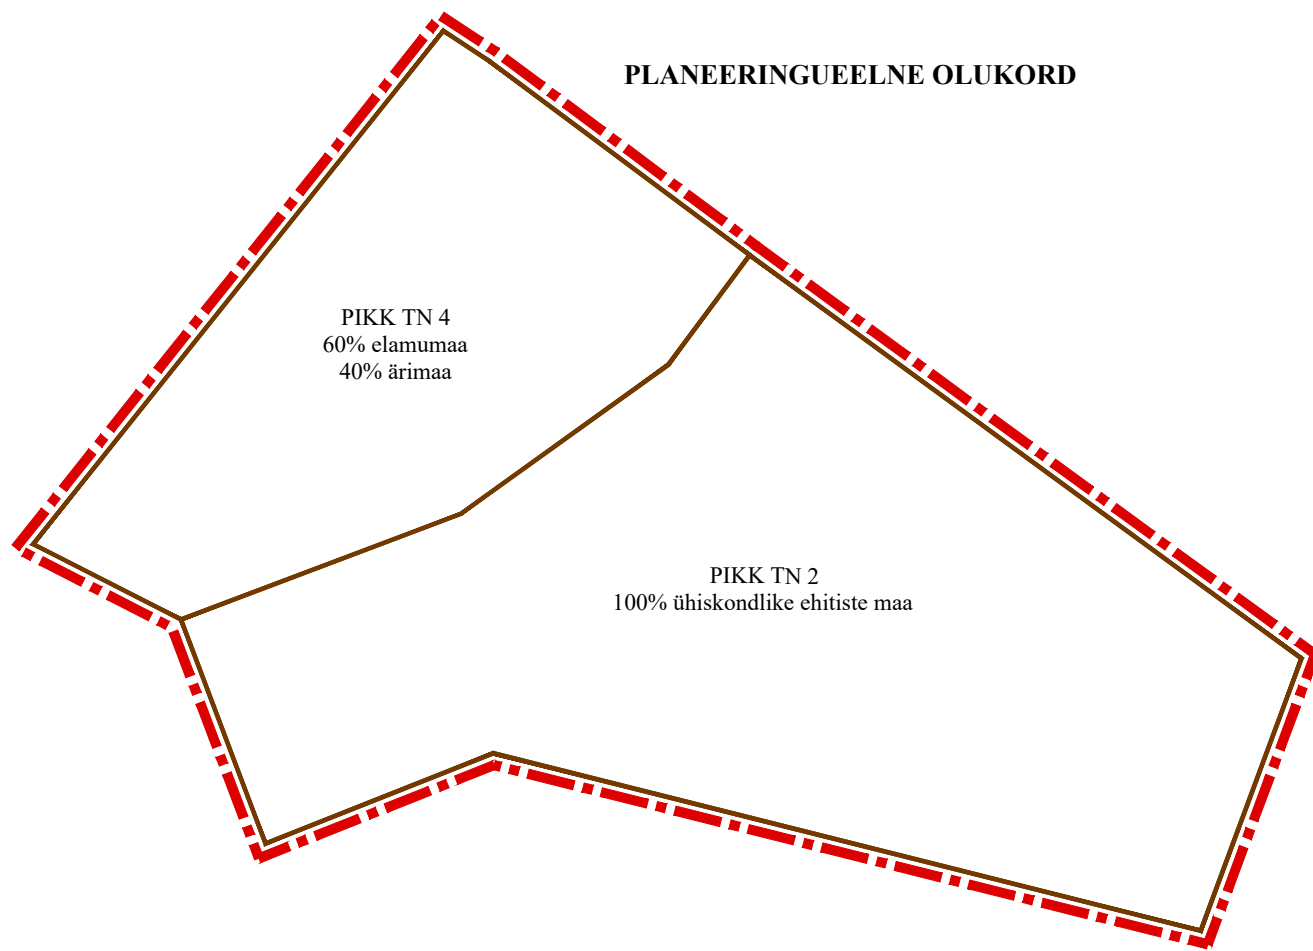 PLANEERINGUEELNE OLUKORD
PIKK TN 4
60% elamumaa
40% ärimaa
PIKK TN 2
100% ühiskondlike ehitiste maa